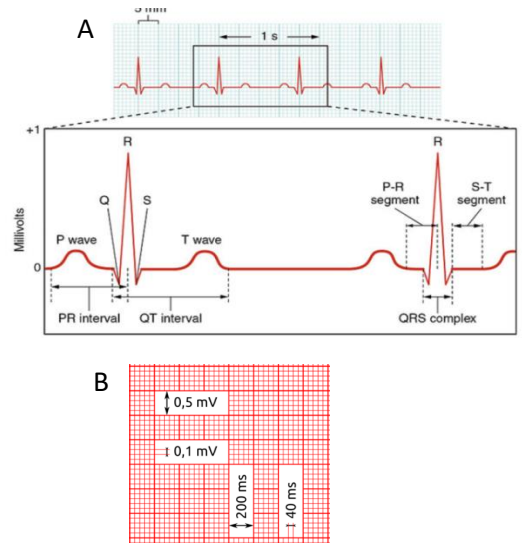 A
1 s
+1
R
R
P-R
segment
S-T
segment
Q
S
Millivolts
P wave
T wave
0
PR interval
QT interval
QRS complex
B
0,5 mV
0,1 mV
200 ms
40 ms